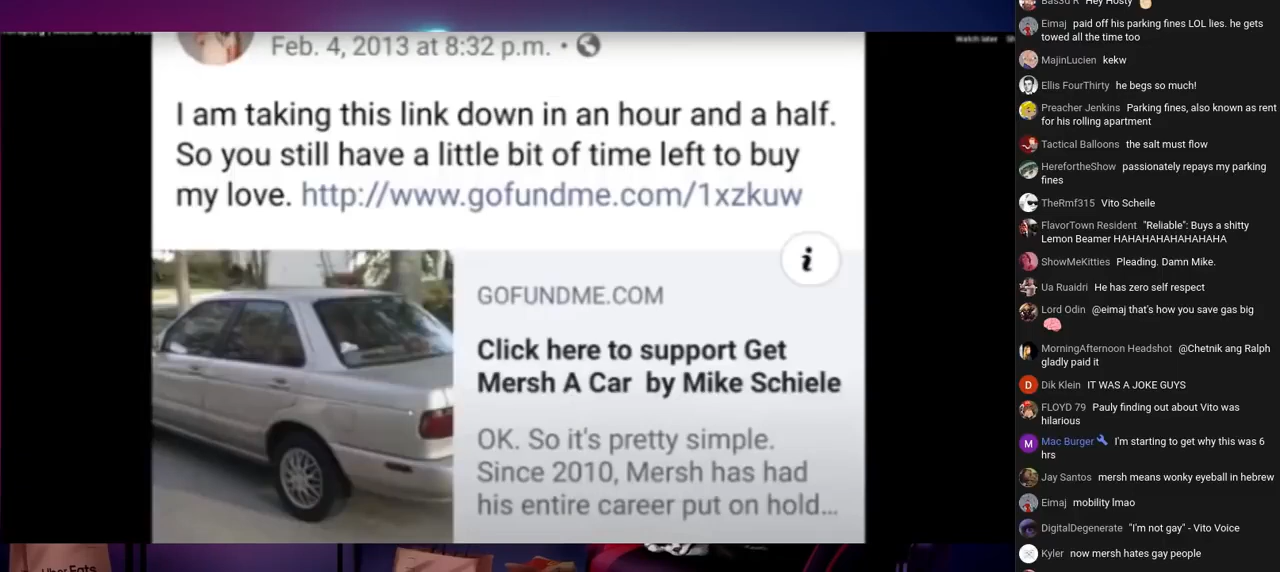 Feb. 4, 2013 at 8:32 p.m. •
I am taking this link down in an hour and a half.
So you still have a little bit of time left to buy
my love. http://www.gofundme.com/1xzkuw
i
GOFUNDME.COM
Click here to support Get
Mersh A Car by Mike Schiele
OK. So it's pretty simple.
Since 2010, Mersh has had
his entire career put on hold...
Watch later
Uber Eats
Bas3d R Hey Hosty
Eimaj paid off his parking fines LOL lies. he gets
towed all the time too
MajinLucien kekw
Ellis FourThirty he begs so much!
Preacher Jenkins Parking fines, also known as rent
for his rolling apartment
Tactical Balloons the salt must flow
HerefortheShow passionately repays my parking
fines
TheRmf315 Vito Scheile
FlavorTown Resident "Reliable": Buys a shitty
Lemon Beamer HAHAHAHAHAHAHA
ShowMeKitties Pleading. Damn Mike.
Ua Ruaidri He has zero self respect
Lord Odin @eimaj that's how you save gas big
MorningAfternoon Headshot @Chetnik ang Ralph
gladly paid it
D Dik Klein IT WAS A JOKE GUYS
FLOYD 79 Pauly finding out about Vito was
hilarious
M Mac Burger I'm starting to get why this was 6
hrs
Jay Santos mersh means wonky eyeball in hebrew
Eimaj mobility lmao
DigitalDegenerate "I'm not gay" - Vito Voice
Kyler now mersh hates gay people